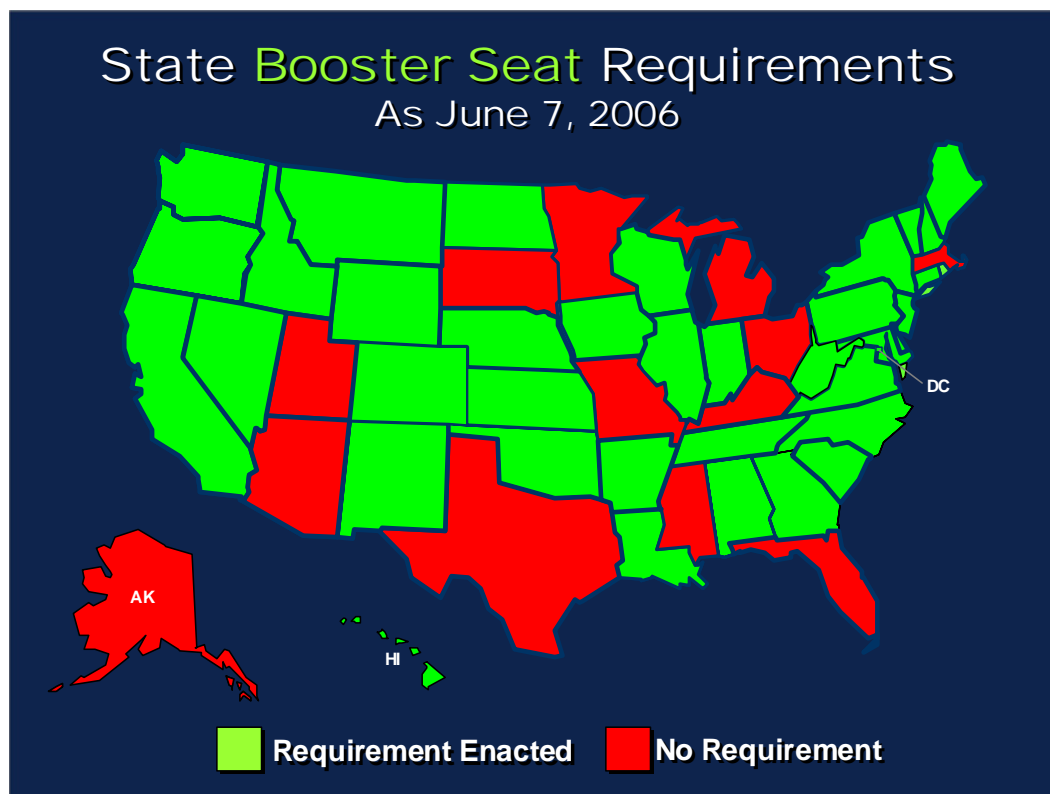 State Booster Seat Requirements
As June 7, 2006
DC
AK
HI
Requirement Enacted
No Requirement